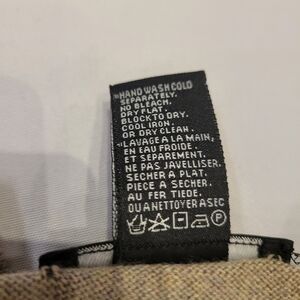 "HAND WASH COLD
SEPARATELY.
NO BLEACH.
DRY FLAT.
BLOCK TO DRY.
COOL IRON.
OR DRY CLEAN.
"LAVAGE A LA MAIN,
EN EAU FROIDE.
ET SEPAREMENT.
NE PAS JAVELLISER.
SECHER A PLAT.
PIECE A SECHER.
AU FER TIEDE.
OU A NETTOYER A SEC
P